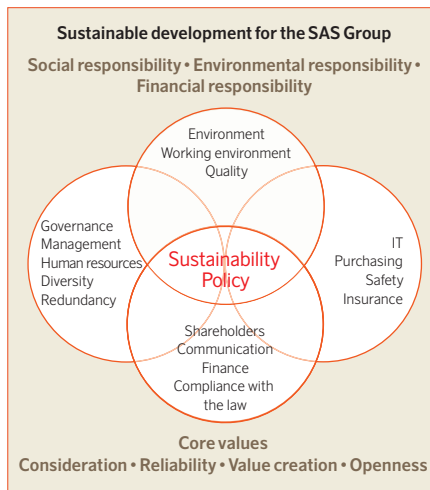 Sustainable development for the SAS Group
Social responsibility • Environmental responsibility •
Financial responsibility
Environment
Working environment
Quality
Governance
Management
Human resources
Diversity
Redundancy
Sustainability
Policy
IT
Purchasing
Safety
Insurance
Shareholders
Communication
Finance
Compliance with
the law
Core values
Consideration • Reliability • Value creation • Openness